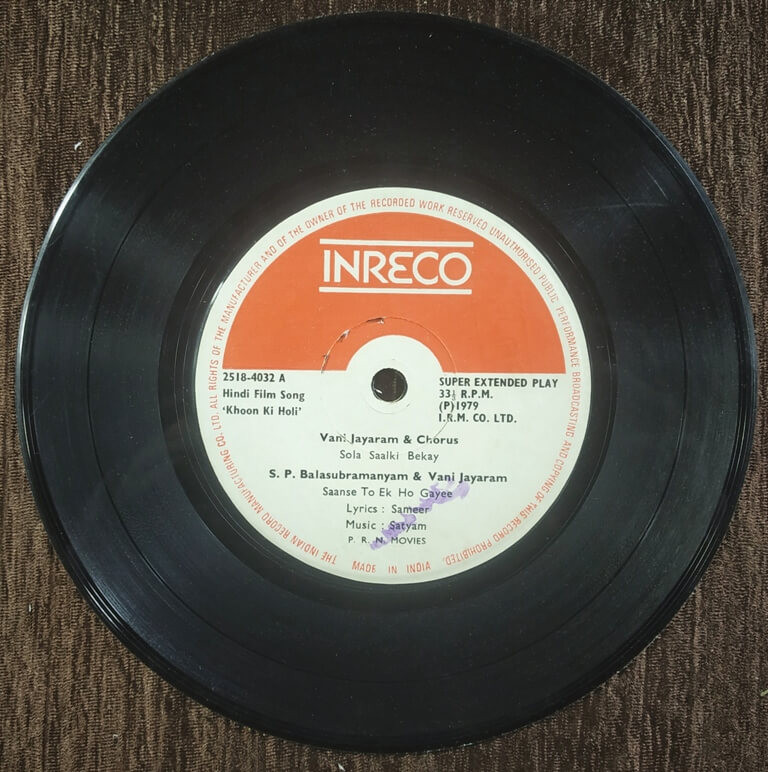 THE INDIAN RECORD MANUFACTURING CO. LTD. ALL RIGHTS OF THE MANUFACTURER AND OF THE OWNER OF THE RECORDED WORK RESERVED UNAUTHORISED PUBLIC PERFORMANCE BROADCASTING AND COPYING OF THIS RECORD PROHIBITED.
INRECO
2518-4032 A
Hindi Film Song
'Khoon Ki Holi'
SUPER EXTENDED PLAY
33⅓ R.P.M.
(P)1979
I.R.M. CO. LTD.
Vani Jayaram & Chorus
Sola Saalki Bekay
S. P. Balasubramanyam & Vani Jayaram
Saanse To Ek Ho Gayee
Lyrics : Sameer
Music : Satyam
P. R. N. MOVIES
MADE IN INDIA